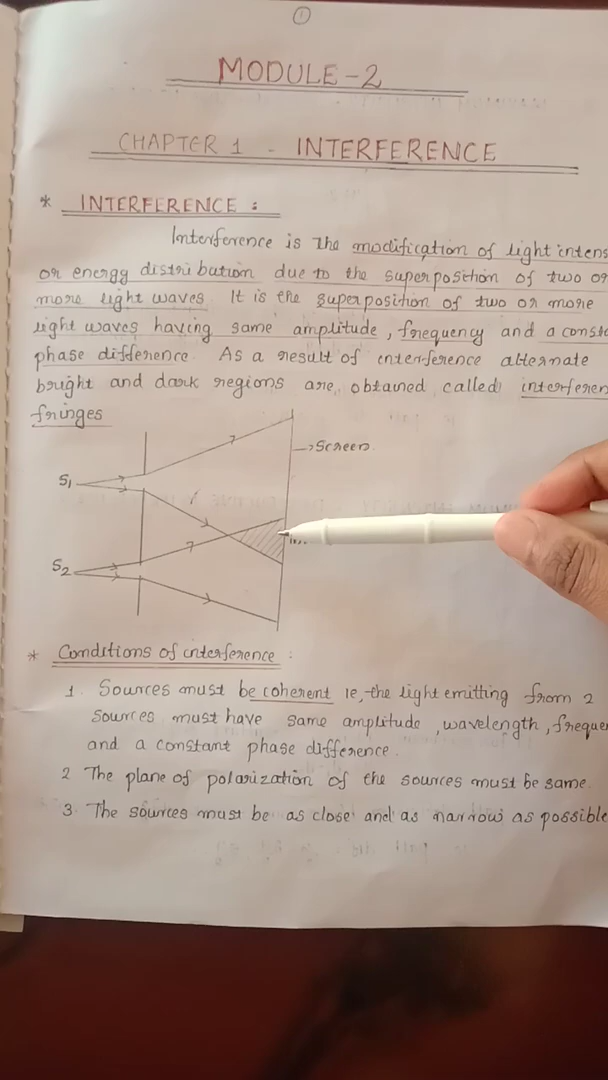 1
MODULE-2
CHAPTER 1 - INTERFERENCE
* INTERFERENCE :
Interference is the modification of light intens
or energy distribution due to the superposition of two or
more light waves. It is the superposition of two or more
light waves having same amplitude, frequency and a const
phase difference. As a result of interference alternate
bright and dark regions are, obtained called interferen
fringes
S1
→Screen
S2
* Conditions of interference :
1. Sources must be coherent ie, the light emitting from 2
sources must have same amplitude, wavelength, freque
and a constant phase difference.
2 The plane of polarization of the sources must be same.
3. The sources must be as close and as narrow as possible